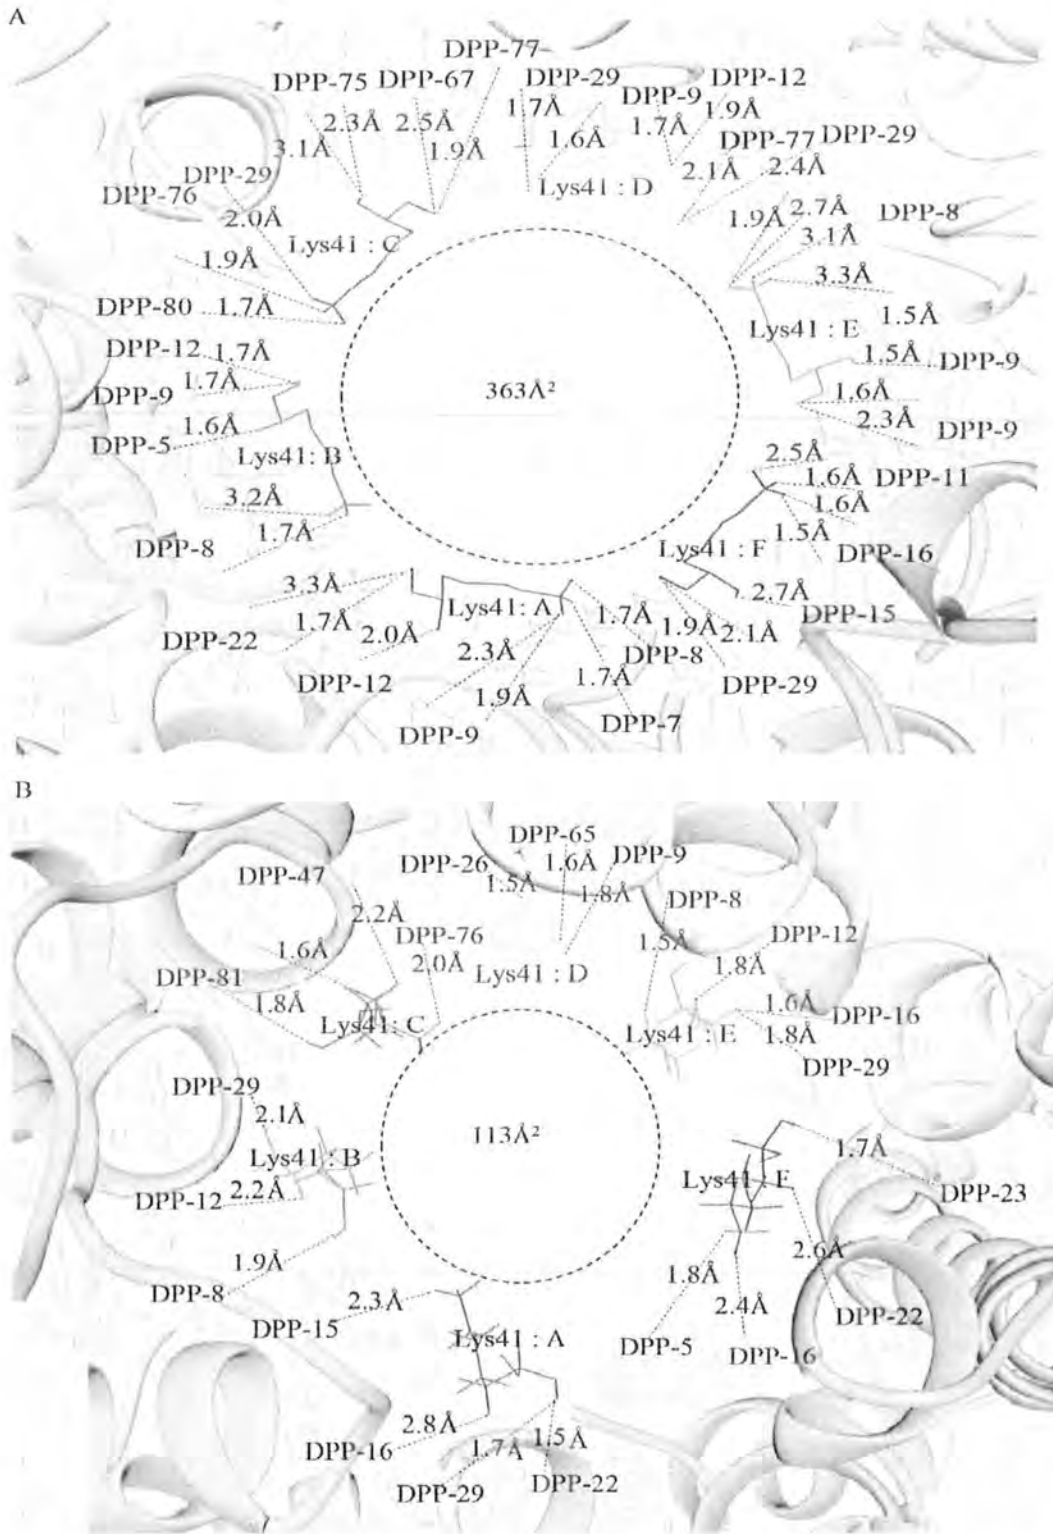 A
DPP-77
DPP-75 DPP-67 DPP-29 DPP-12
DPP-9
1.7Å 1.9Å
2.3Å 2.5Å 1.7Å
DPP-77 DPP-29
3.1Å 1.9Å 1.6Å
2.1Å 2.4Å
DPP-29
DPP-76
Lys41 : D
2.0Å 1.9Å 2.7Å DPP-8
Lys41 : C 3.1Å
1.9Å 3.3Å
DPP-80 1.7Å 1.5Å
Lys41 : E
DPP-12 1.7Å 1.5Å DPP-9
DPP-9 1.7Å 363Å² 1.6Å
1.6Å 2.3Å DPP-9
DPP-5
Lys41: B 2.5Å
1.6Å DPP-11
3.2Å 1.6Å
1.7Å 1.5Å
DPP-8 Lys41 : F DPP-16
3.3Å 2.7Å
Lys41: A DPP-15
1.7Å 1.7Å
DPP-22 2.0Å 1.9Å 2.1Å
2.3Å DPP-8
DPP-12 1.9Å 1.7Å DPP-29
DPP-9 DPP-7
B
DPP-65
DPP-26 1.6Å DPP-9
DPP-47 1.5Å 1.8Å
DPP-8
2.2Å
DPP-76 1.5Å DPP-12
1.6Å 2.0Å 1.8Å
DPP-81 Lys41 : D
1.8Å 1.6Å
Lys41: C Lys41 : E DPP-16
1.8Å
DPP-29 DPP-29
2.1Å
113Å²
Lys41 : B 1.7Å
Lys41 : F
2.2Å DPP-23
DPP-12
1.9Å 2.6Å
1.8Å
DPP-8 2.3Å 2.4Å
DPP-22
DPP-15 Lys41 : A DPP-5
DPP-16
2.8Å
DPP-16 1.7Å 1.5Å
DPP-29 DPP-22